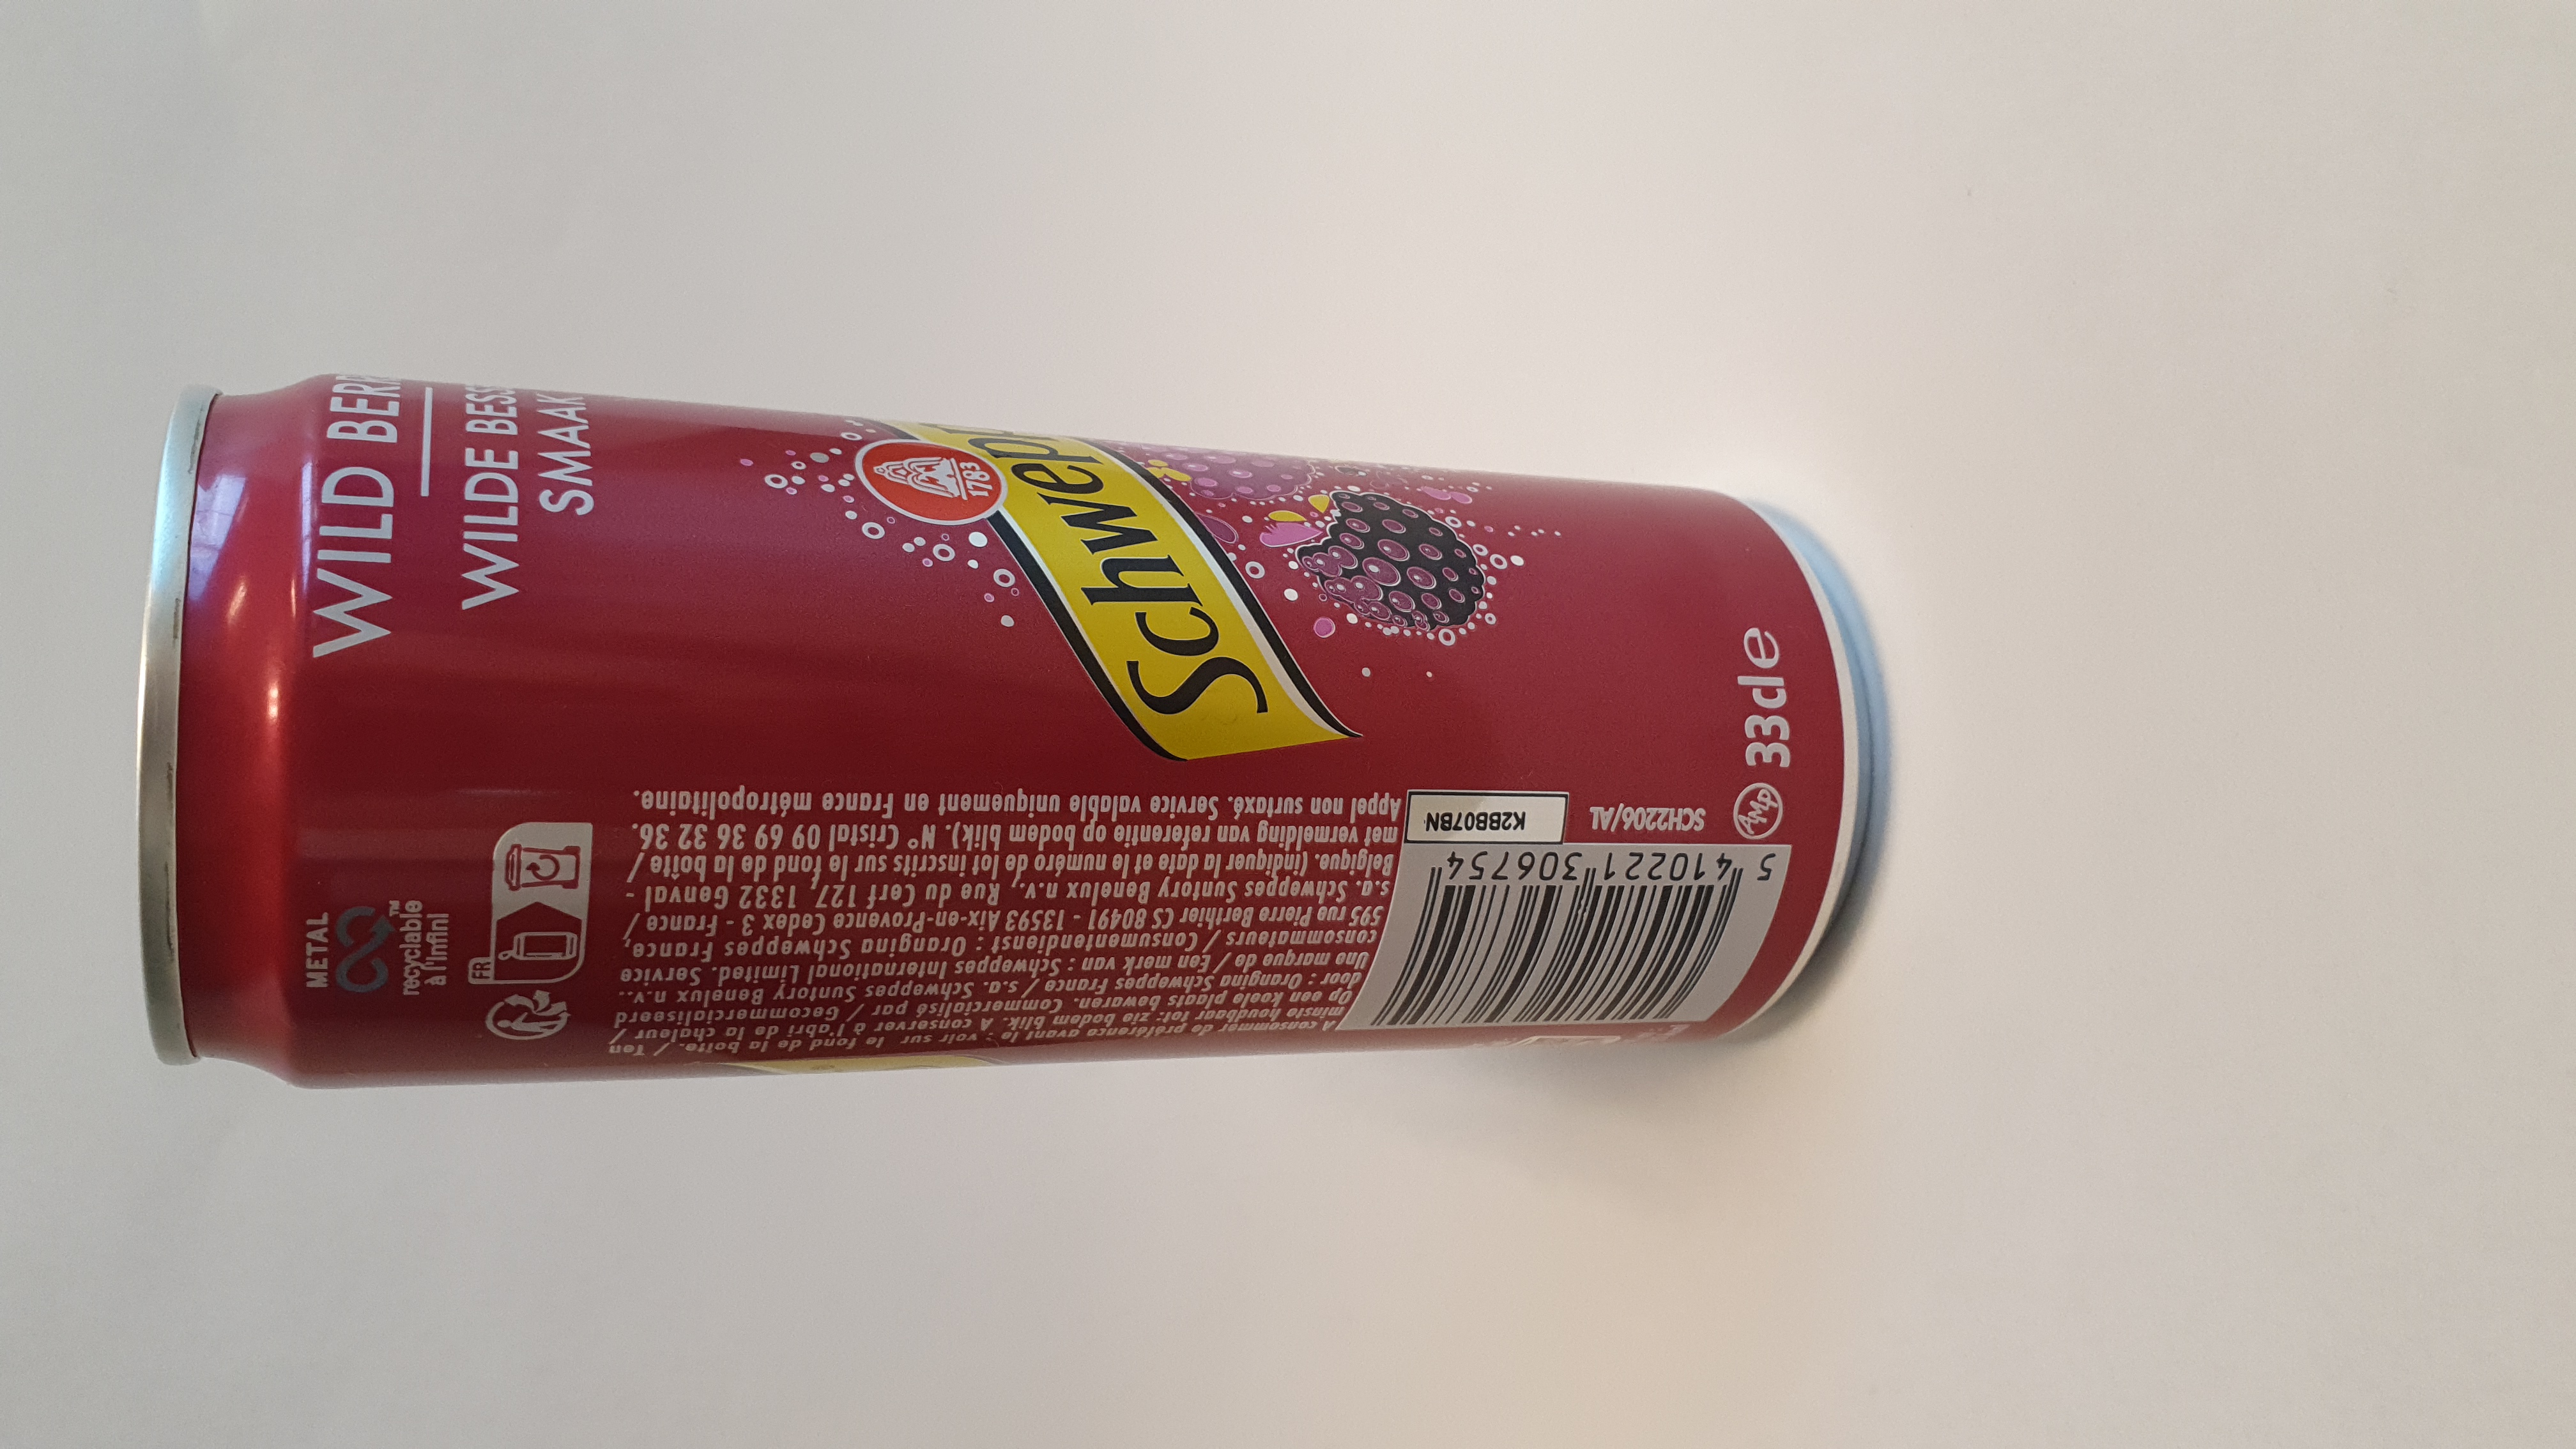 METAL
TM
recyclable
à l'infini
FR
WILD BERR
WILDE BESS
SMAAK
1783
Schwepp
A consommer de préférence avant le : voir sur le fond de la boîte. / Ten
minste houdbaar tot: zie bodem blik. A conserver à l'abri de la chaleur /
Op een koele plaats bewaren. Commercialisé par / Gecommercialiseerd
door : Orangina Schweppes France / s.a. Schweppes Suntory Benelux n.v..
Une marque de / Een merk van : Schweppes International Limited. Service
consommateurs / Consumentendienst : Orangina Schweppes France,
595 rue Pierre Berthier CS 80491 - 13593 Aix-en-Provence Cedex 3 - France /
s.a. Schweppes Suntory Benelux n.v., Rue du Cerf 127, 1332 Genval -
Belgique. (indiquer la date et le numéro de lot inscrits sur le fond de la boîte /
met vermelding van referentie op bodem blik). N° Cristal 09 69 36 32 36.
Appel non surtaxé. Service valable uniquement en France métropolitaine.
5 410221 306754
K2BB07BN
SCH2206/AL
AMP
33 cl e